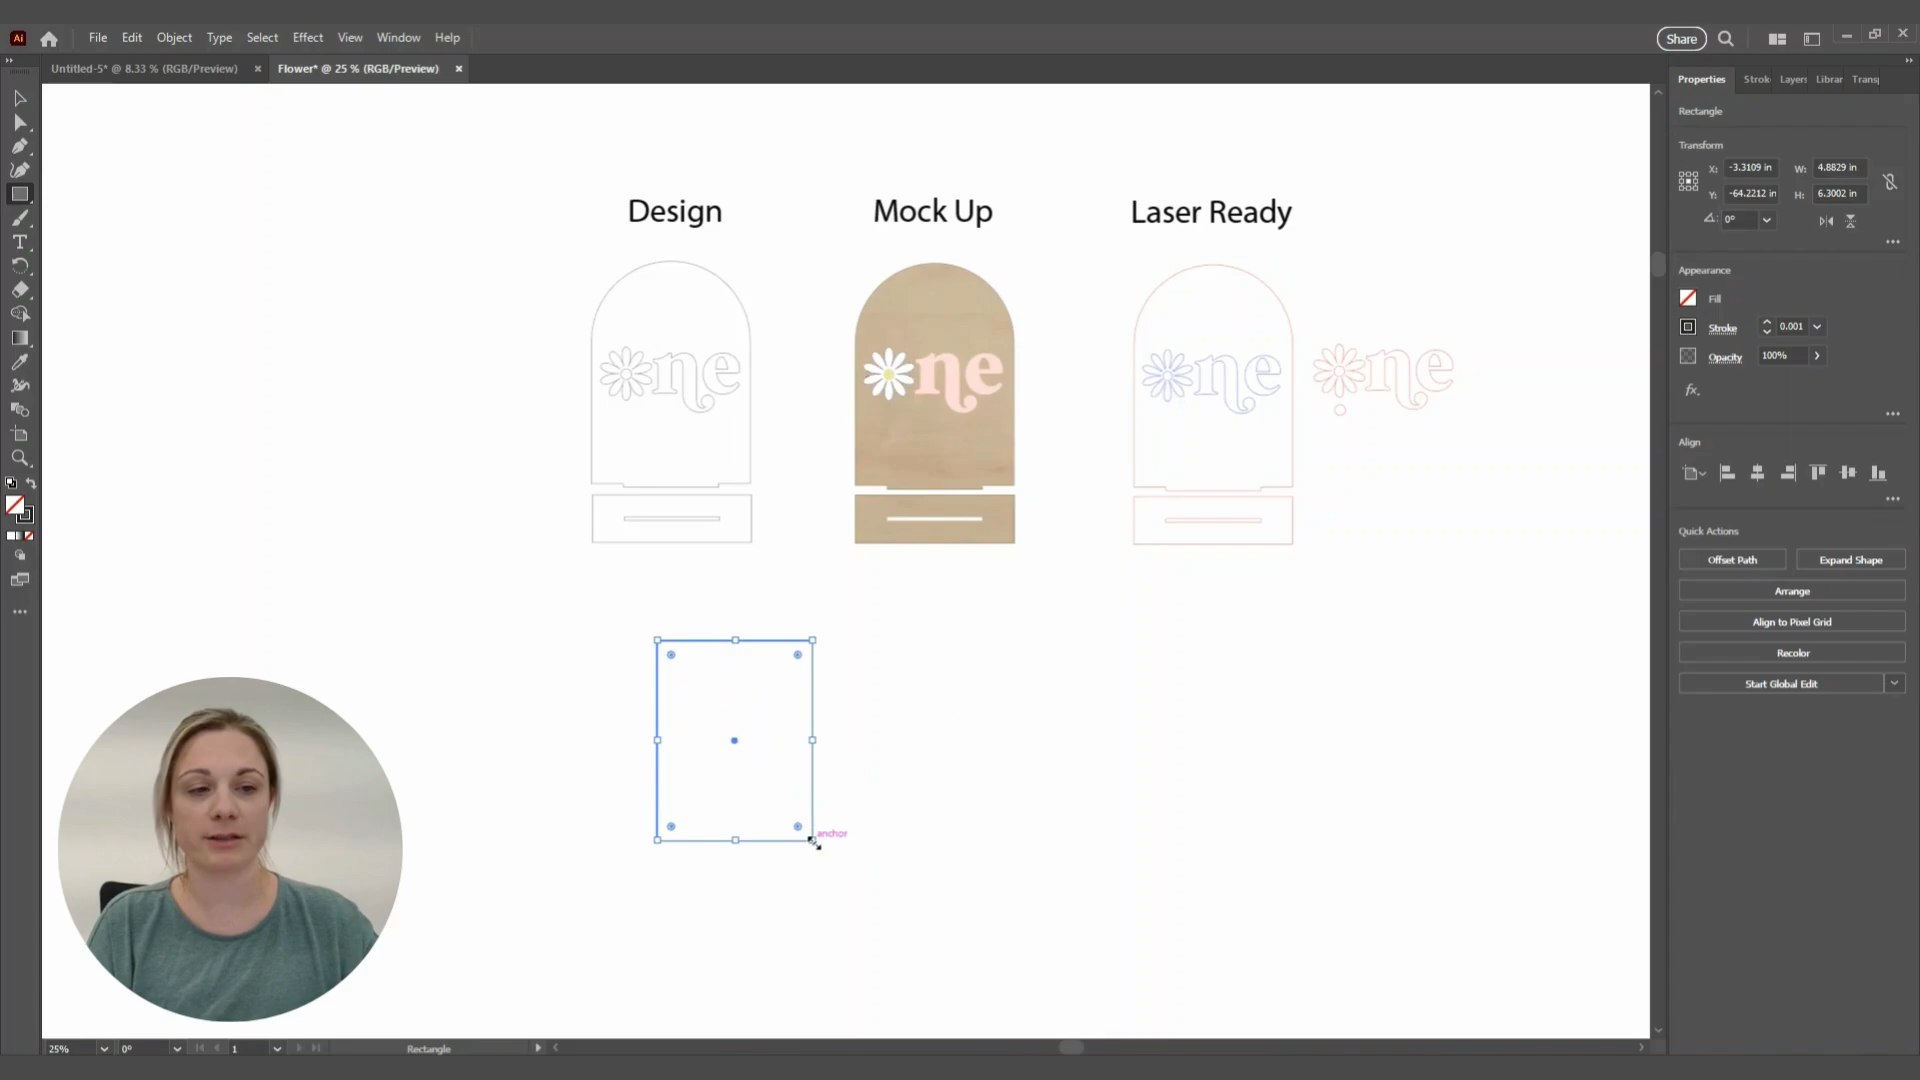 Ai File Edit Object Type Select Effect View Window Help Share
Untitled-5* @ 8.33 % (RGB/Preview) × Flower* @ 25 % (RGB/Preview) ×
Properties Strok Layers Librar Trans
Rectangle
Transform
X: -3.3109 in W: 4.8829 in
Y: -64.2212 in H: 6.3002 in
0°
Appearance
Fill
Stroke 0.001
Opacity 100%
fx.
Align
Quick Actions
Offset Path Expand Shape
Arrange
Align to Pixel Grid
Recolor
Start Global Edit
Design Mock Up Laser Ready
ne ne ne ne
anchor
25% 0° 1 Rectangle